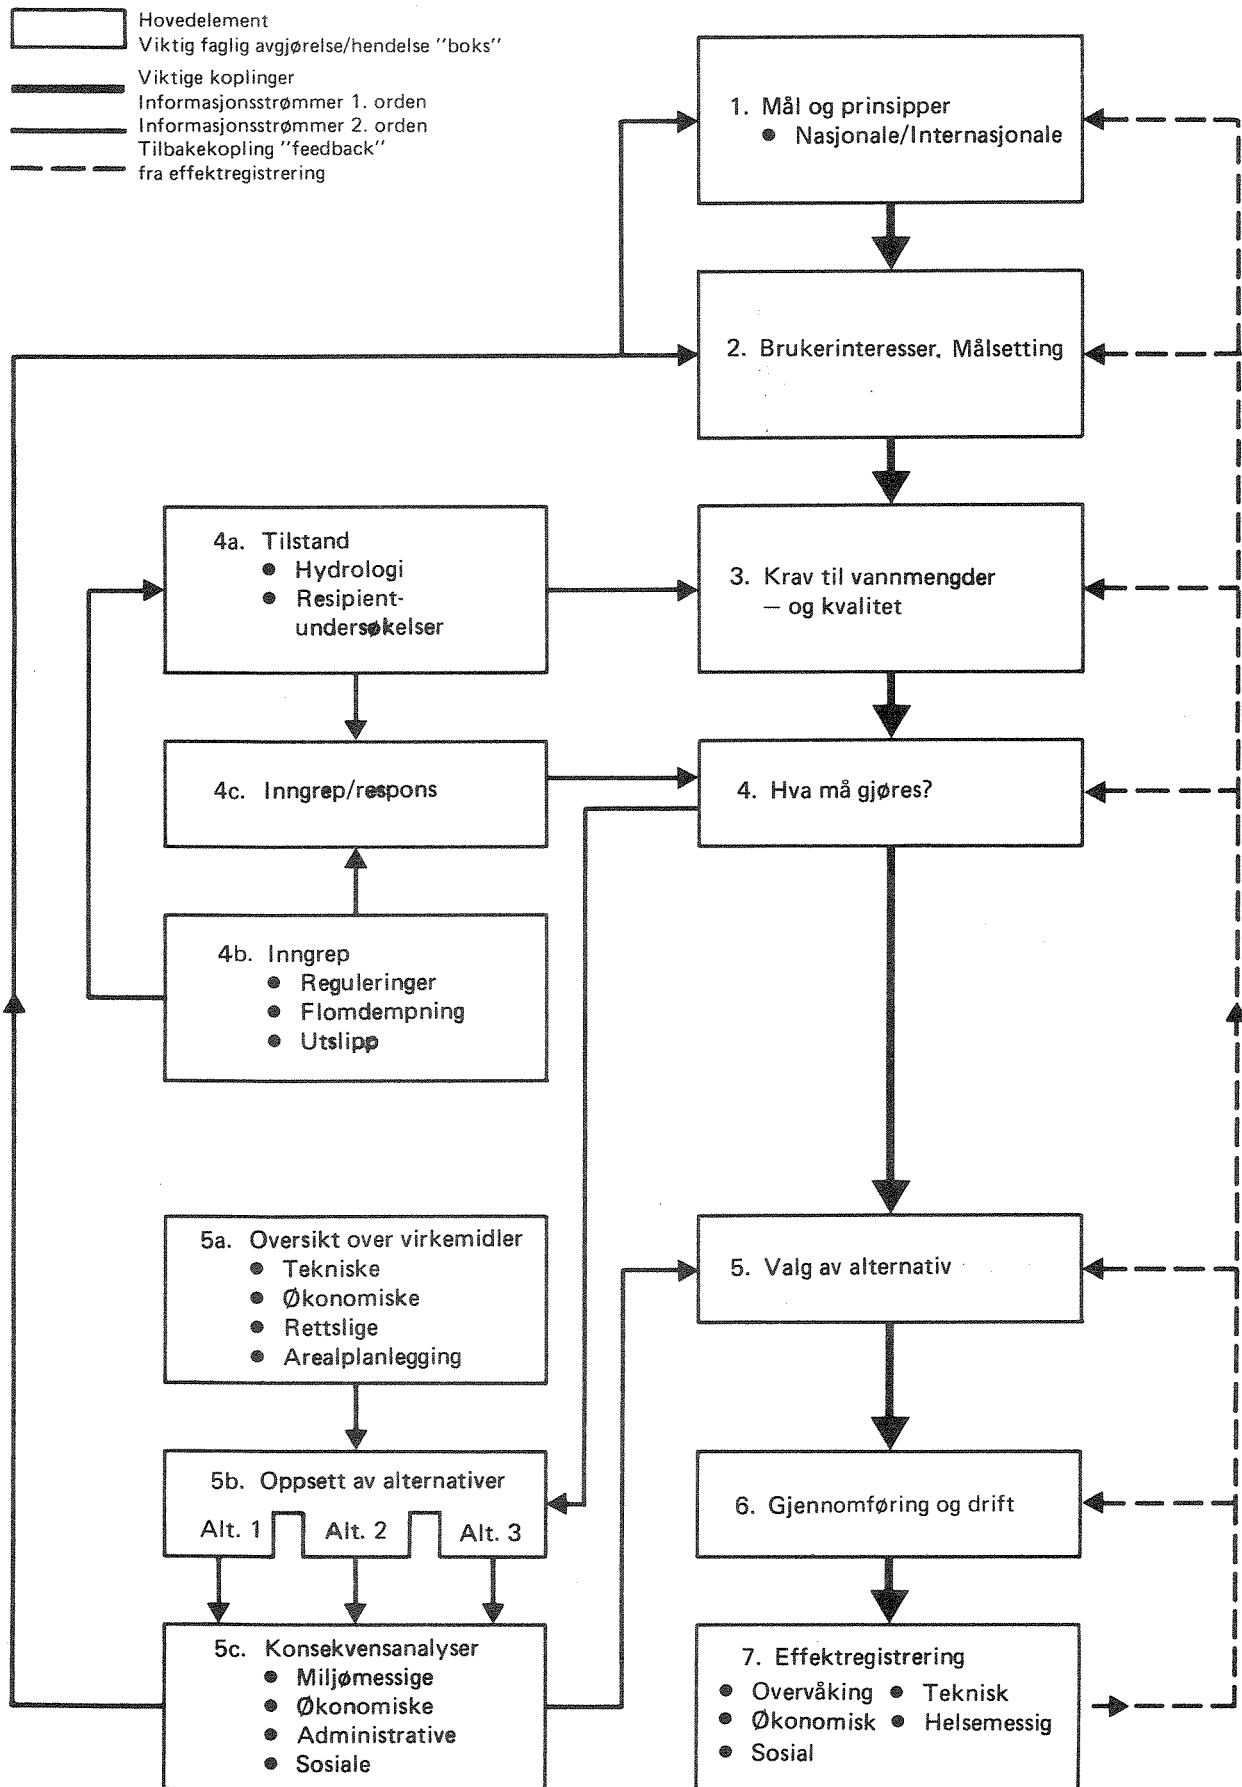 Hovedelement
Viktig faglig avgjørelse/hendelse "boks"
Viktige koplinger
Informasjonsstrømmer 1. orden
Informasjonsstrømmer 2. orden
Tilbakekopling "feedback"
fra effektregistrering
1. Mål og prinsipper
● Nasjonale/Internasjonale
2. Brukerinteresser. Målsetting
4a. Tilstand
● Hydrologi
● Resipient-
undersøkelser
3. Krav til vannmengder
— og kvalitet
4c. Inngrep/respons
4. Hva må gjøres?
4b. Inngrep
● Reguleringer
● Flomdempning
● Utslipp
5a. Oversikt over virkemidler
● Tekniske
● Økonomiske
● Rettslige
● Arealplanlegging
5. Valg av alternativ
5b. Oppsett av alternativer
Alt. 1 Alt. 2 Alt. 3
6. Gjennomføring og drift
5c. Konsekvensanalyser
● Miljømessige
● Økonomiske
● Administrative
● Sosiale
7. Effektregistrering
● Overvåking ● Teknisk
● Økonomisk ● Helsemessig
● Sosial